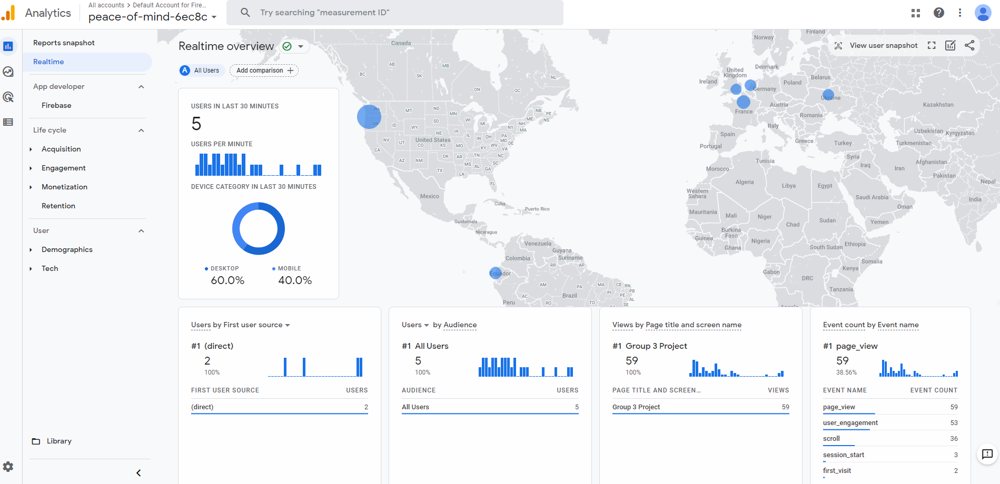 Analytics
All accounts > Default Account for Fire...
peace-of-mind-6ec8c
Try searching "measurement ID"
Reports snapshot
Realtime
App developer
Firebase
Life cycle
Acquisition
Engagement
Monetization
Retention
User
Demographics
Tech
Library
Realtime overview
View user snapshot
A All Users
Add comparison +
USERS IN LAST 30 MINUTES
5
USERS PER MINUTE
DEVICE CATEGORY IN LAST 30 MINUTES
DESKTOP
60.0%
MOBILE
40.0%
Canada
AB
MB
BC
SK
NL
ON
QC
WA
MT
ND
MN
NB
PE
OR
ID
SD
WI
MI
ME
NS
NH
WY
NY
MA
IA
NE
IL
IN
OH
PA
MD
DE
NV
UT
United States
CO
KS
MO
KY
WV
VA
CA
AZ
NM
OK
AR
TN
NC
MS
AL
SC
GA
TX
LA
FL
Mexico
Cuba
Puerto Rico
Guatemala
Nicaragua
Venezuela
Guyana
Suriname
Colombia
RR
AP
Ecuador
AM
PA
MA
CE
RN
PB
PI
PE
AL
SE
AC
Brazil
TO
RO
Peru
Finland
Norway
United
Kingdom
Denmark
Ireland
Belarus
Poland
Germany
Ukraine
Austria
France
Kazakhstan
Romania
Italy
Spain
Uzbekistan
Kyrgyzstan
Portugal
Greece
Turkey
Turkmenistan
Syria
Tunisia
Afghanistan
Morocco
Iraq
Iran
Pakistan
Nepal
Algeria
Libya
Egypt
Western
Sahara
Saudi Arabia
India
Oman
Mauritania
Mali
Niger
Sudan
Yemen
Chad
Burkina
Faso
Guinea
Nigeria
Ghana
South Sudan
Ethiopia
Somalia
Gabon
Kenya
DRC
Tanzania
Angola
Users by First user source
#1 (direct)
2
100%
FIRST USER SOURCE USERS
(direct) 2
Users by Audience
#1 All Users
5
100%
AUDIENCE USERS
All Users 5
Views by Page title and screen name
#1 Group 3 Project
59
100%
PAGE TITLE AND SCREEN... VIEWS
Group 3 Project 59
Event count by Event name
#1 page_view
59
38.56%
EVENT NAME EVENT COUNT
page_view 59
user_engagement 53
scroll 36
session_start 3
first_visit 2